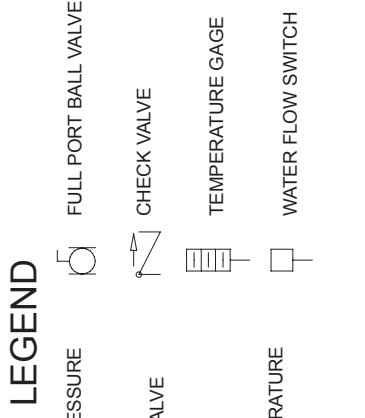 LEGEND
FULL PORT BALL VALVE
CHECK VALVE
TEMPERATURE GAGE
WATER FLOW SWITCH
ESSURE
ALVE
RATURE